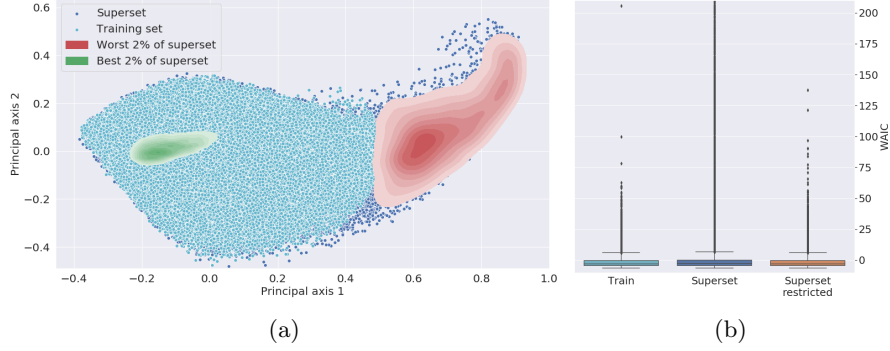 0.6
0.4
0.2
0.0
−0.2
−0.4
Principal axis 2
Superset
Training set
Worst 2% of superset
Best 2% of superset
−0.4 −0.2 0.0 0.2 0.4 0.6 0.8 1.0
Principal axis 1
(a)
200
175
150
125
100
75
50
25
0
WAIC
Train Superset Superset
restricted
(b)